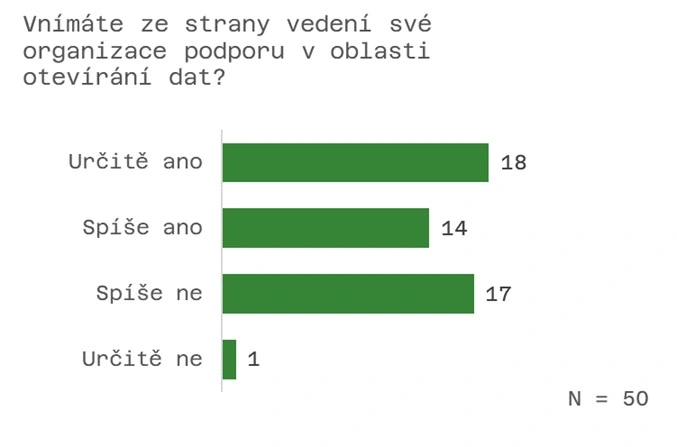 Vnímáte ze strany vedení své
organizace podporu v oblasti
otevírání dat?
Určitě ano 18
Spíše ano 14
Spíše ne 17
Určitě ne 1
N = 50